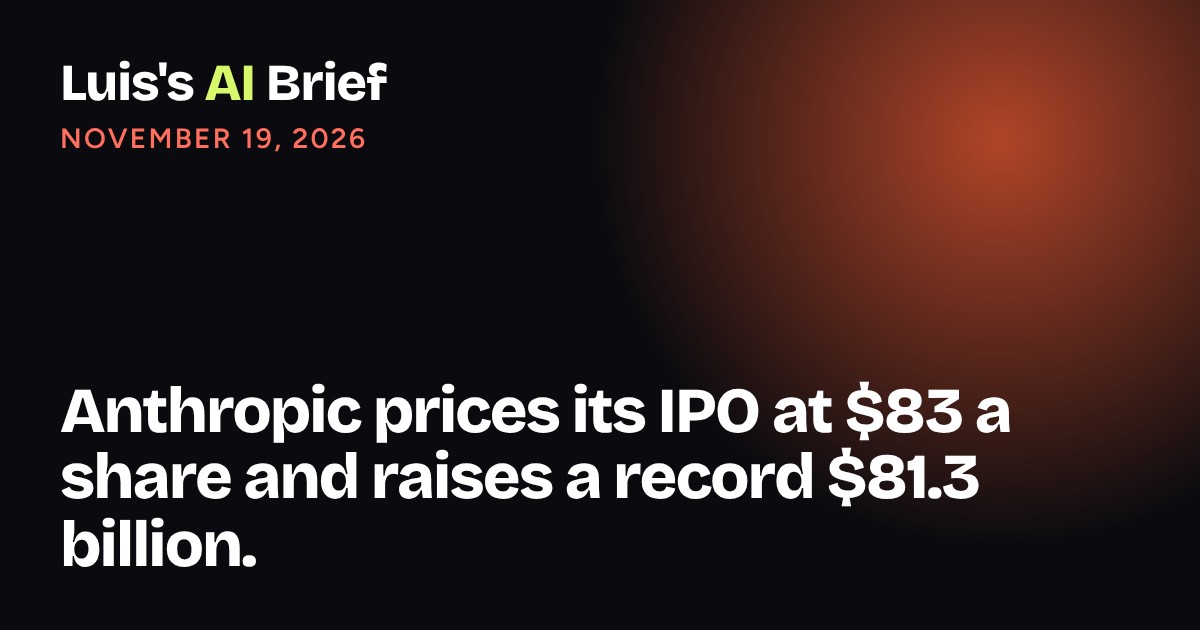 Luis's AI Brief
NOVEMBER 19, 2026
Anthropic prices its IPO at $83 a
share and raises a record $81.3
billion.